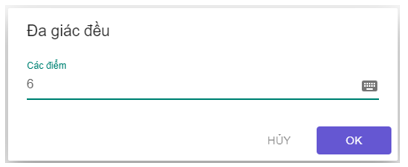 Đa giác đều
Các điểm
6
HỦY OK